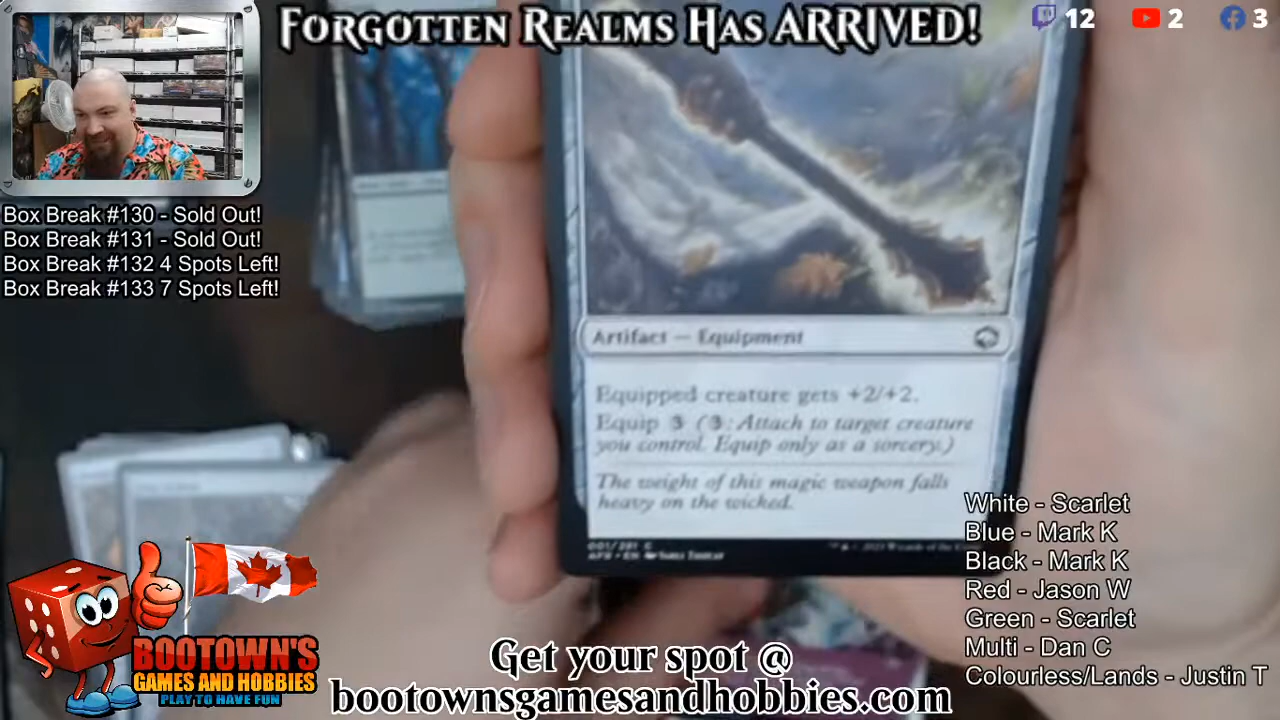 Forgotten Realms Has ARRIVED!
12
2
3
Box Break #130 - Sold Out!
Box Break #131 - Sold Out!
Box Break #132 4 Spots Left!
Box Break #133 7 Spots Left!
Artifact — Equipment
Equipped creature gets +2/+2.
Equip 3 (3: Attach to target creature
you control. Equip only as a sorcery.)
The weight of this magic weapon falls
heavy on the wicked.
AFR • EN
White - Scarlet
Blue - Mark K
Black - Mark K
Red - Jason W
Green - Scarlet
Multi - Dan C
Colourless/Lands - Justin T
BOOTOWN'S
GAMES AND HOBBIES
PLAY TO HAVE FUN
Get your spot @
bootownsgamesandhobbies.com